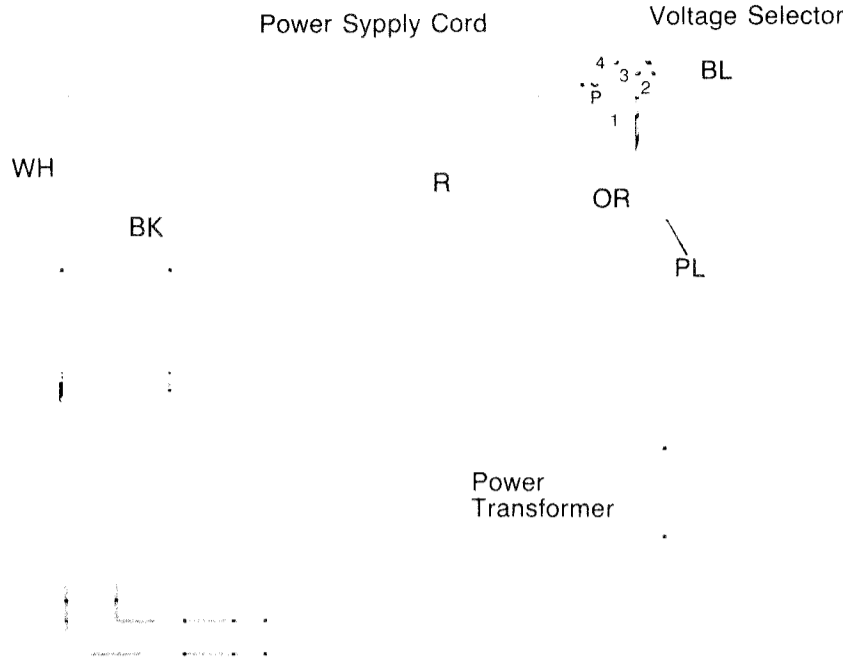 Power Sypply Cord
Voltage Selector
4
3
BL
P
2
1
WH
R
OR
BK
PL
Power
Transformer